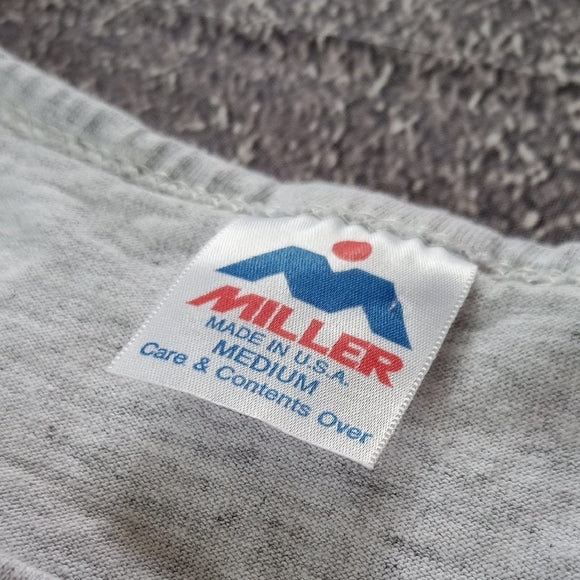 MILLER
MADE IN U.S.A.
MEDIUM
Care & Contents Over